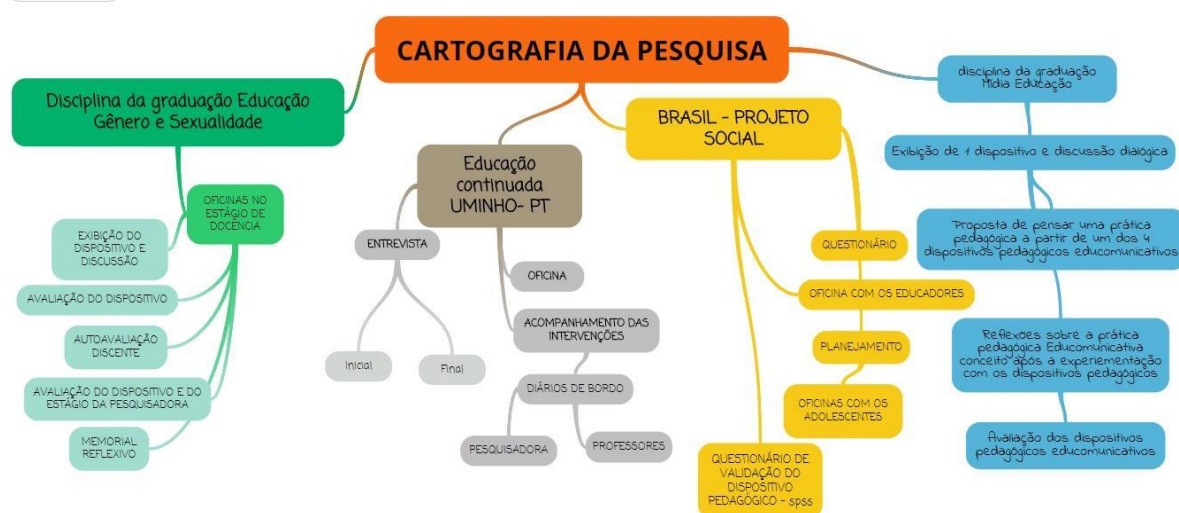 CARTOGRAFIA DA PESQUISA
Disciplina da graduação Educação
Gênero e Sexualidade
OFICINAS NO
ESTÁGIO DE
DOCÊNCIA
EXIBIÇÃO DO
DISPOSITIVO E
DISCUSSÃO
AVALIAÇÃO DO DISPOSITIVO
AUTOAVALIAÇÃO
DISCENTE
AVALIAÇÃO DO DISPOSITIVO E DO
ESTÁGIO DA PESQUISADORA
MEMORIAL
REFLEXIVO
Educação
continuada
UMINHO- PT
ENTREVISTA
Inicial
Final
OFICINA
ACOMPANHAMENTO DAS
INTERVENÇÕES
DIÁRIOS DE BORDO
PESQUISADORA
PROFESSORES
BRASIL - PROJETO
SOCIAL
QUESTIONÁRIO
OFICINA COM OS EDUCADORES
PLANEJAMENTO
OFICINAS COM OS
ADOLESCENTES
QUESTIONÁRIO DE
VALIDAÇÃO DO
DISPOSITIVO
PEDAGÓGICO - spss
disciplina da graduação
Mídia Educação
Exibição de 1 dispositivo e discussão dialógica
Proposta de pensar uma prática
pedagógica a partir de um dos 4
dispositivos pedagógicos educomunicativos
Reflexões sobre a prática
pedagógica Educomunicativa
conceito após a experiementação
com os dispositivos pedagógicos
Avaliação dos dispositivos
pedagógicos educomunicativos